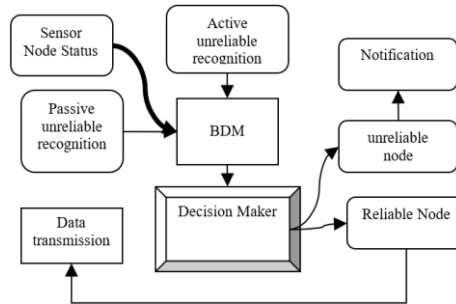 Sensor
Node Status
Active
unreliable
recognition
Notification
Passive
unreliable
recognition
BDM
unreliable
node
Data
transmission
Decision Maker
Reliable Node